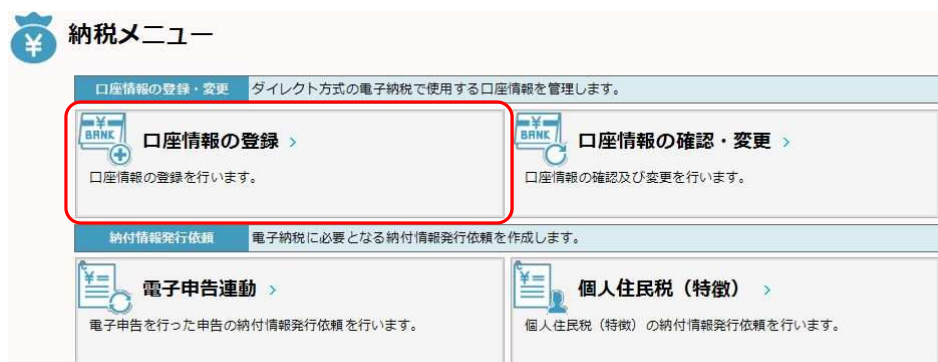 納税メニュー
口座情報の登録・変更 ダイレクト方式の電子納税で使用する口座情報を管理します。
BANK 口座情報の登録 > BANK 口座情報の確認・変更 >
口座情報の登録を行います。 口座情報の確認及び変更を行います。
納付情報発行依頼 電子納税に必要となる納付情報発行依頼を作成します。
電子申告連動 > 個人住民税（特徴） >
電子申告を行った申告の納付情報発行依頼を行います。 個人住民税（特徴）の納付情報発行依頼を行います。